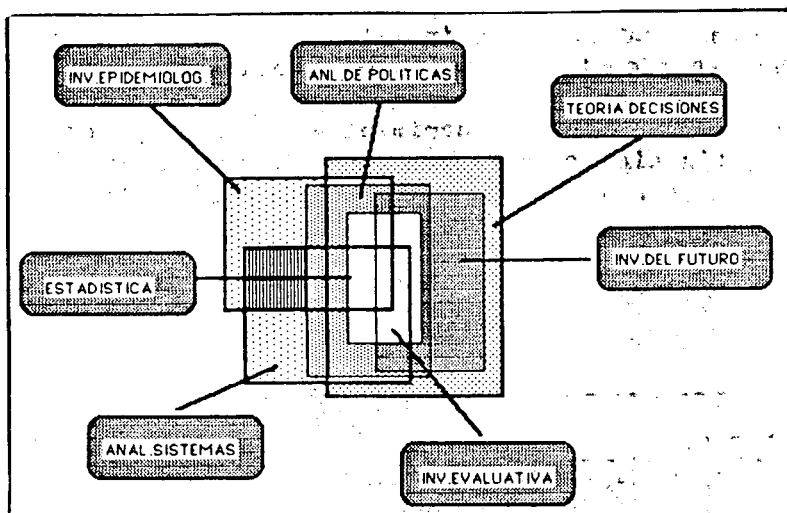 INV.EPIDEMIOLOG.
ANL.DE POLITICAS
TEORIA DECISIONES
ESTADISTICA
INV.DEL FUTURO
ANAL.SISTEMAS
INV.EVALUATIVA